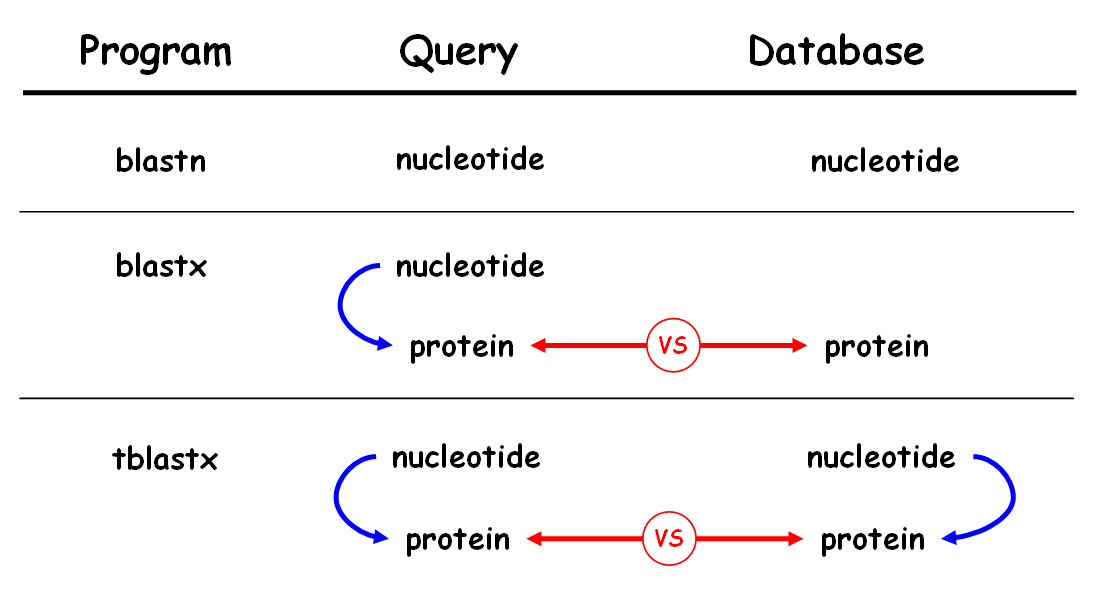 Program Query Database
blastn nucleotide nucleotide
blastx nucleotide
protein VS protein
tblastx nucleotide nucleotide
protein VS protein